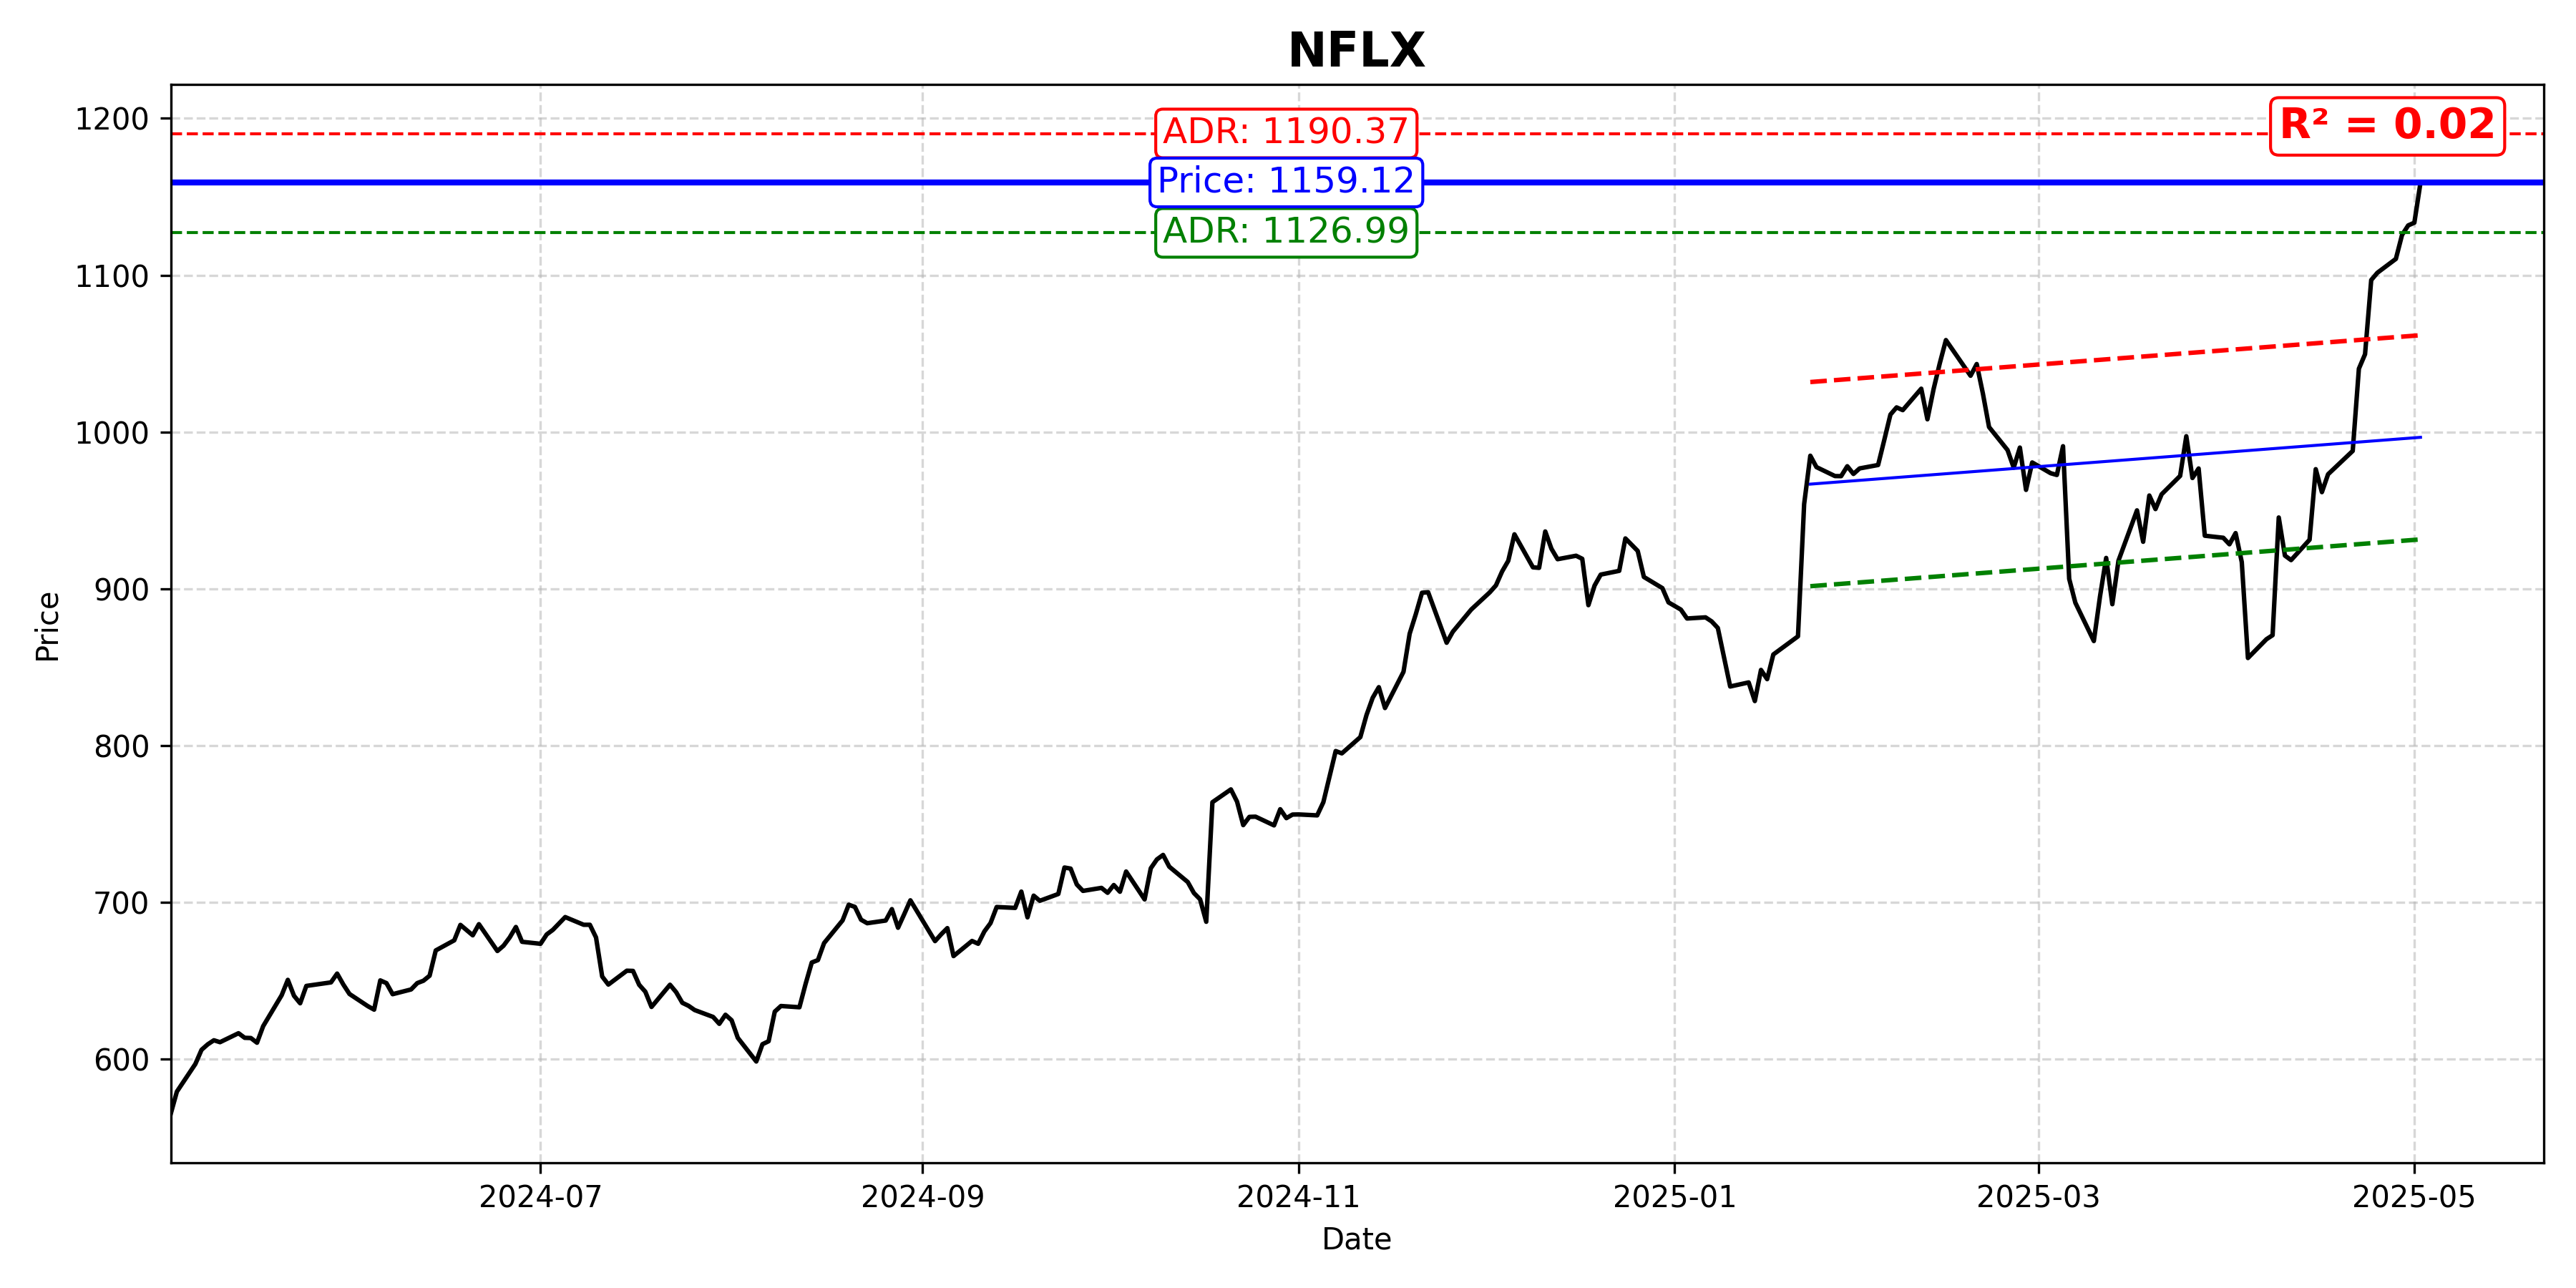 NFLX
1200
1100
1000
900
800
700
600
Price
ADR: 1190.37
Price: 1159.12
ADR: 1126.99
R² = 0.02
2024-07
2024-09
2024-11
2025-01
2025-03
2025-05
Date